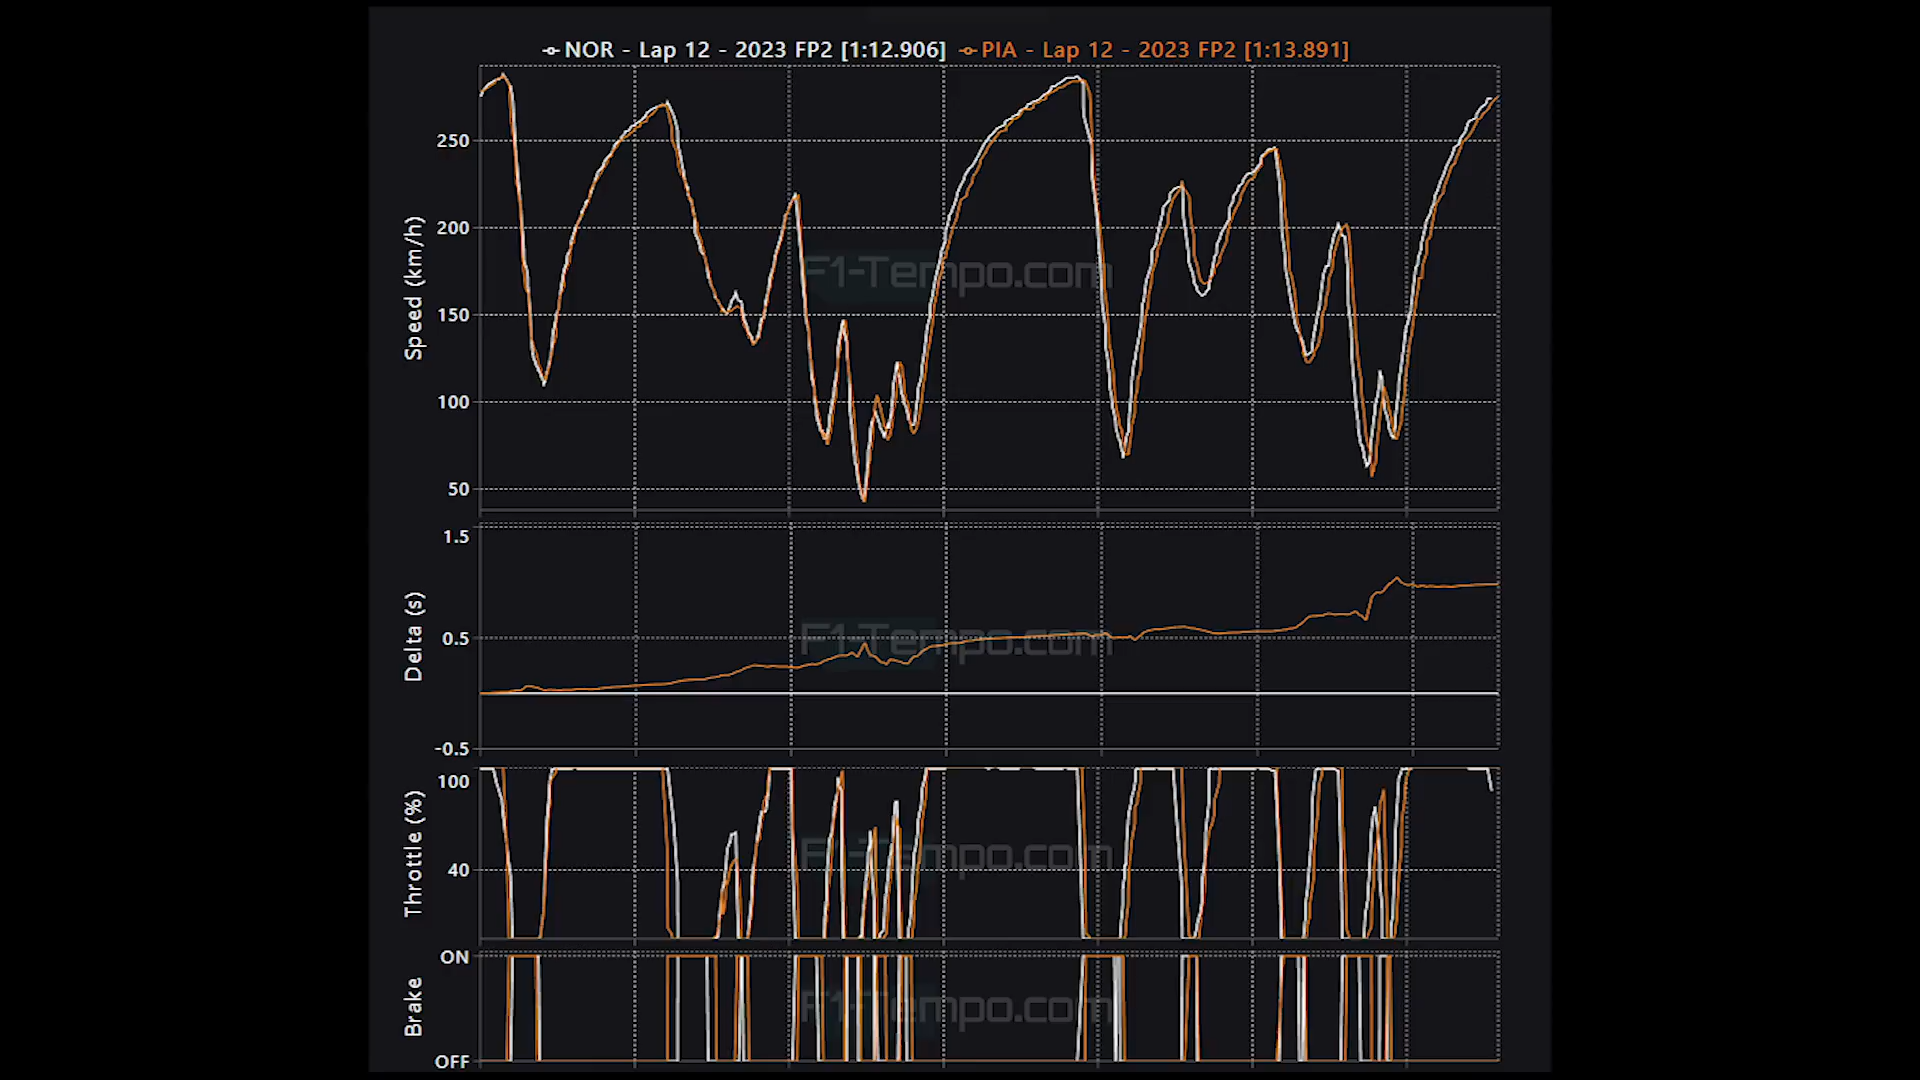 NOR - Lap 12 - 2023 FP2 [1:12.906] PIA - Lap 12 - 2023 FP2 [1:13.891]
Speed (km/h)
250
200
150
100
50
F1-Tempo.com
Delta (s)
1.5
0.5
-0.5
F1-Tempo.com
Throttle (%)
100
40
F1-Tempo.com
Brake
ON
OFF
F1-Tempo.com